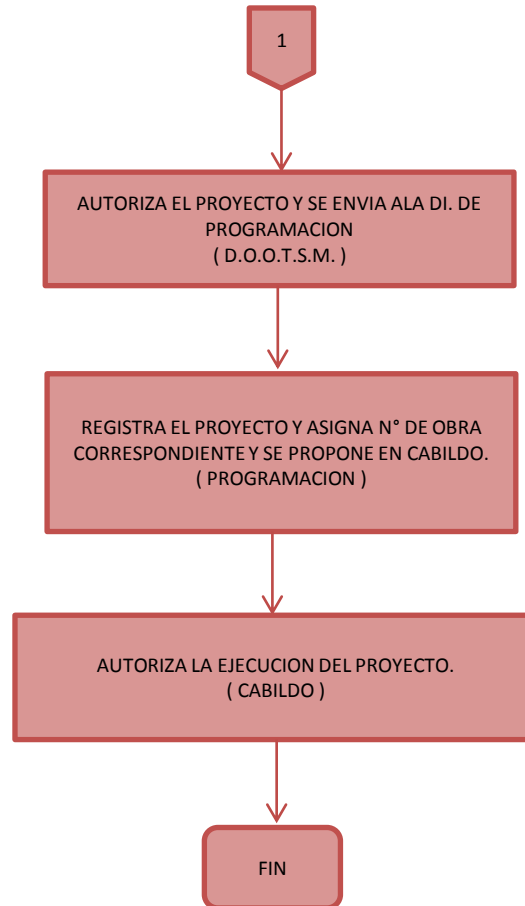 1
AUTORIZA EL PROYECTO Y SE ENVIA ALA DI. DE
PROGRAMACION
( D.O.O.T.S.M. )
REGISTRA EL PROYECTO Y ASIGNA N° DE OBRA
CORRESPONDIENTE Y SE PROPONE EN CABILDO.
( PROGRAMACION )
AUTORIZA LA EJECUCION DEL PROYECTO.
( CABILDO )
FIN